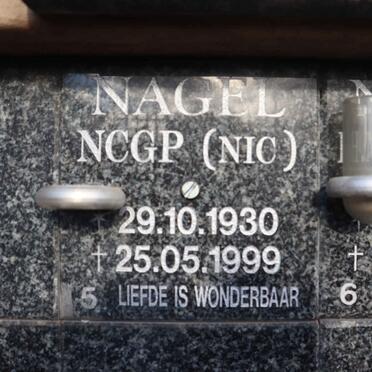 NAGEL
NCGP (NIC)
* 29.10.1930
† 25.05.1999
5 LIEFDE IS WONDERBAAR
†
6